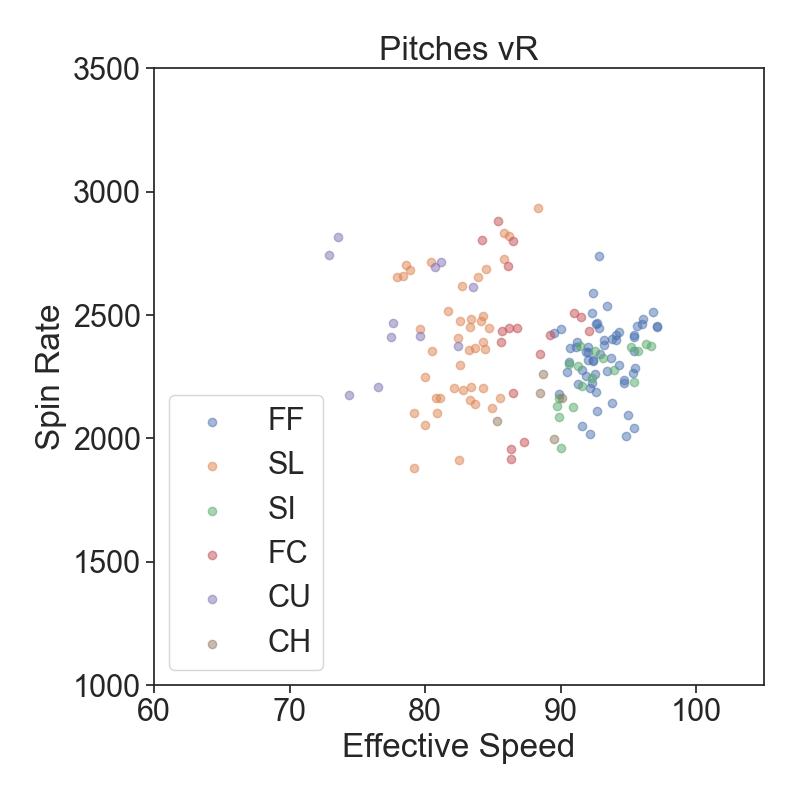 Pitches vR
Spin Rate
3500
3000
2500
2000
1500
1000
FF
SL
SI
FC
CU
CH
60 70 80 90 100
Effective Speed